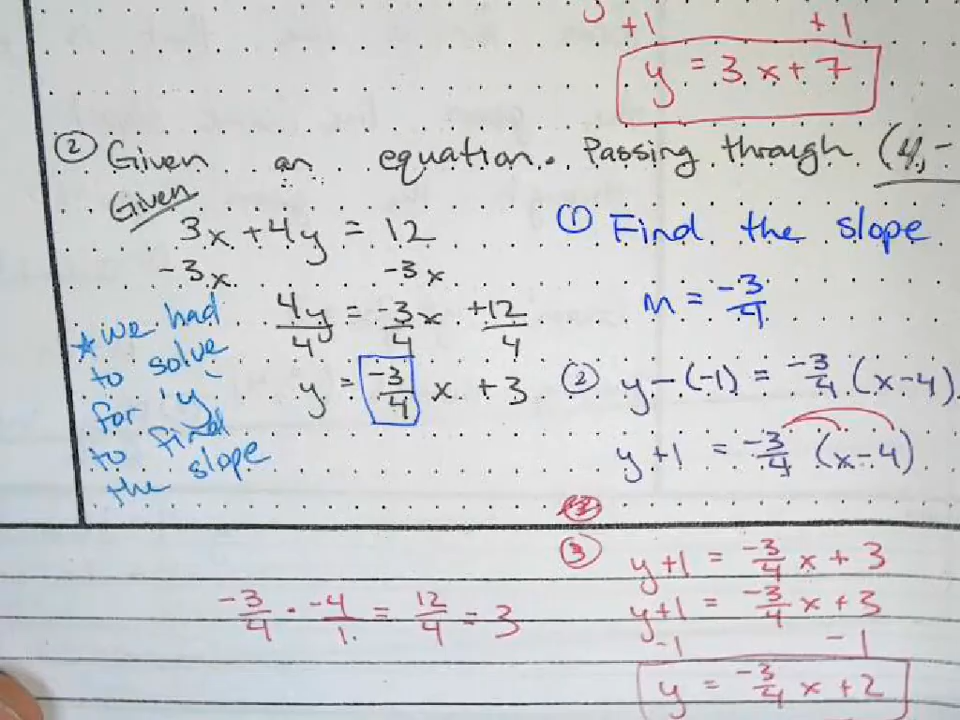 +1 +1
y = 3x + 7
② Given an equation. Passing through (4, -
Given
3x + 4y = 12
-3x -3x
4y/4 = -3/4 x +12/4
y = -3/4 x + 3
★ we had
to solve
for 'y'
to find
the slope
① Find the slope
m = -3/4
② y - (-1) = -3/4 (x - 4)
y + 1 = -3/4 (x - 4)
③ y + 1 = -3/4 x + 3
y + 1 = -3/4 x + 3
-1 -1
y = -3/4 x + 2
-3/4 · -4/1 = 12/4 = 3